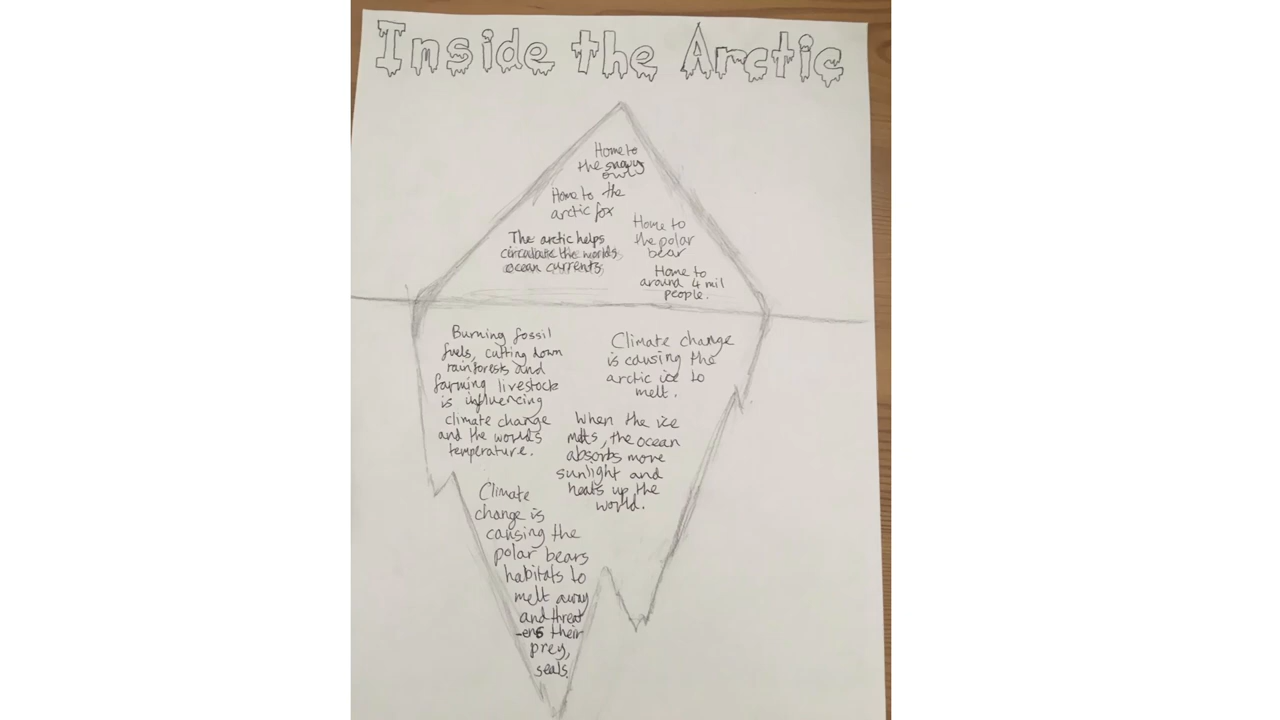 Inside the Arctic
Home to
the snowy
owl
Home to the
arctic fox
The arctic helps
circulate the worlds
ocean currents
Home to
the polar
bear
Home to
around 4 mil
people.
Burning fossil
fuels, cutting down
rainforests and
farming livestock
is influencing
climate change
and the worlds
temperature.
Climate change
is causing the
arctic ice to
melt.
When the ice
melts, the ocean
absorbs more
sunlight and
heats up the
world.
Climate
change is
causing the
polar bears
habitats to
melt away
and threat
-ens their
prey,
seals.